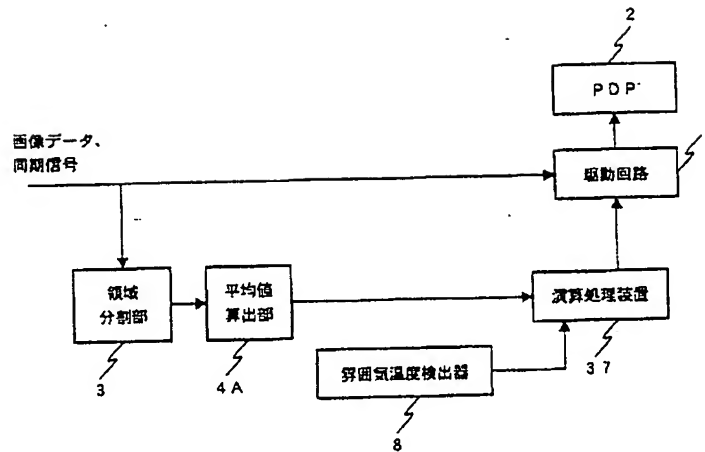 2
PDP
画像データ、
同期信号
駆動回路
領域
分割部
平均値
算出部
演算処理装置
3
4A
雰囲気温度検出器
37
8